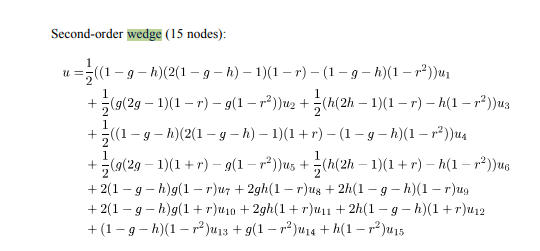 Second-order wedge (15 nodes):
u = 1/2((1 − g − h)(2(1 − g − h) − 1)(1 − r) − (1 − g − h)(1 − r²))u₁
+ 1/2(g(2g − 1)(1 − r) − g(1 − r²))u₂ + 1/2(h(2h − 1)(1 − r) − h(1 − r²))u₃
+ 1/2((1 − g − h)(2(1 − g − h) − 1)(1 + r) − (1 − g − h)(1 − r²))u₄
+ 1/2(g(2g − 1)(1 + r) − g(1 − r²))u₅ + 1/2(h(2h − 1)(1 + r) − h(1 − r²))u₆
+ 2(1 − g − h)g(1 − r)u₇ + 2gh(1 − r)u₈ + 2h(1 − g − h)(1 − r)u₉
+ 2(1 − g − h)g(1 + r)u₁₀ + 2gh(1 + r)u₁₁ + 2h(1 − g − h)(1 + r)u₁₂
+ (1 − g − h)(1 − r²)u₁₃ + g(1 − r²)u₁₄ + h(1 − r²)u₁₅